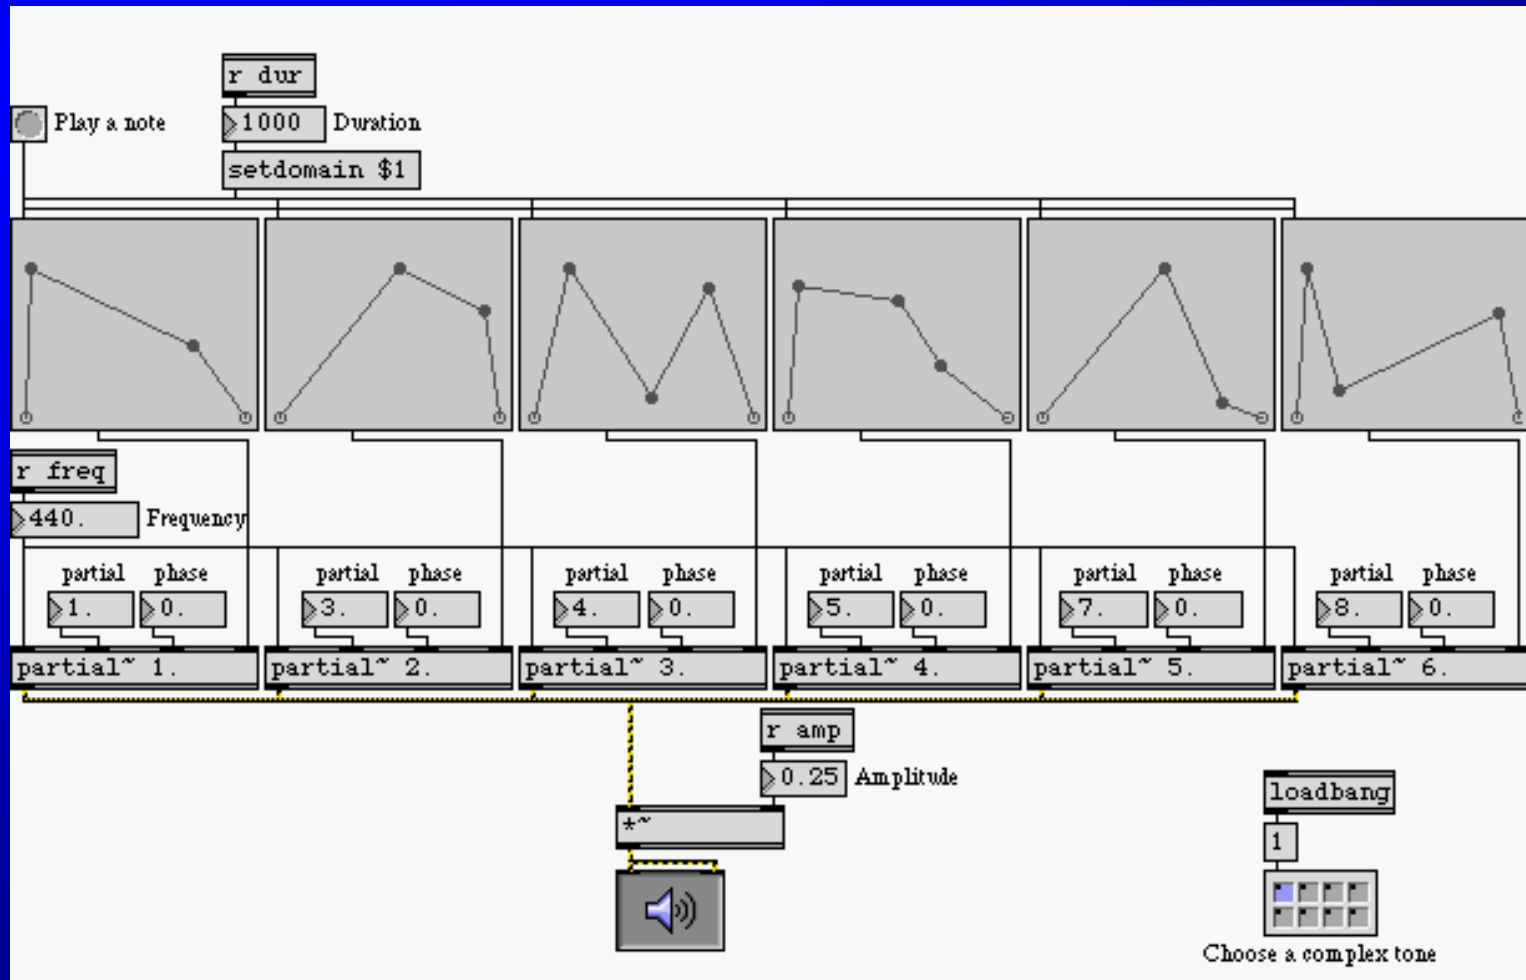 r dur
Play a note
1000
Duration
setdomain $1
r freq
440.
Frequency
partial phase partial phase partial phase partial phase partial phase partial phase
1. 0. 3. 0. 4. 0. 5. 0. 7. 0. 8. 0.
partial~ 1. partial~ 2. partial~ 3. partial~ 4. partial~ 5. partial~ 6.
r amp
0.25 Amplitude
*~
loadbang
1
Choose a complex tone